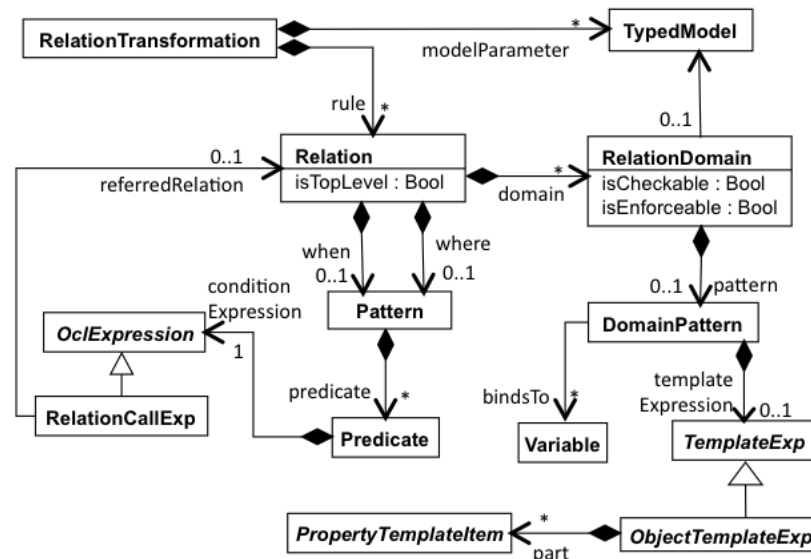 RelationTransformation
*
TypedModel
modelParameter
rule
*
0..1
0..1
Relation
RelationDomain
referredRelation
isTopLevel : Bool
*
isCheckable : Bool
domain
isEnforceable : Bool
when
where
0..1
0..1
0..1
pattern
condition
Expression
Pattern
DomainPattern
OclExpression
1
template
Expression
predicate
*
bindsTo
*
0..1
RelationCallExp
Predicate
Variable
TemplateExp
PropertyTemplateItem
*
ObjectTemplateExp
part